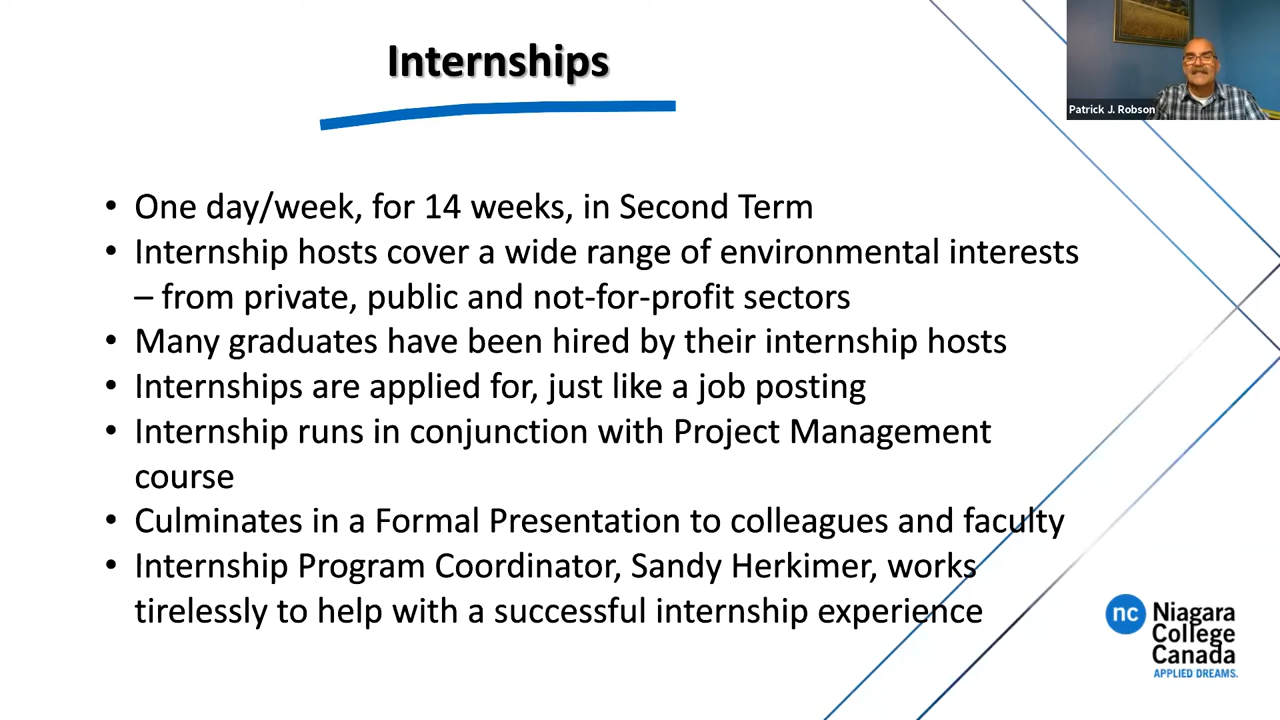 Internships
Patrick J. Robson
• One day/week, for 14 weeks, in Second Term
• Internship hosts cover a wide range of environmental interests
– from private, public and not-for-profit sectors
• Many graduates have been hired by their internship hosts
• Internships are applied for, just like a job posting
• Internship runs in conjunction with Project Management
course
• Culminates in a Formal Presentation to colleagues and faculty
• Internship Program Coordinator, Sandy Herkimer, works
tirelessly to help with a successful internship experience
nc
Niagara
College
Canada
APPLIED DREAMS.